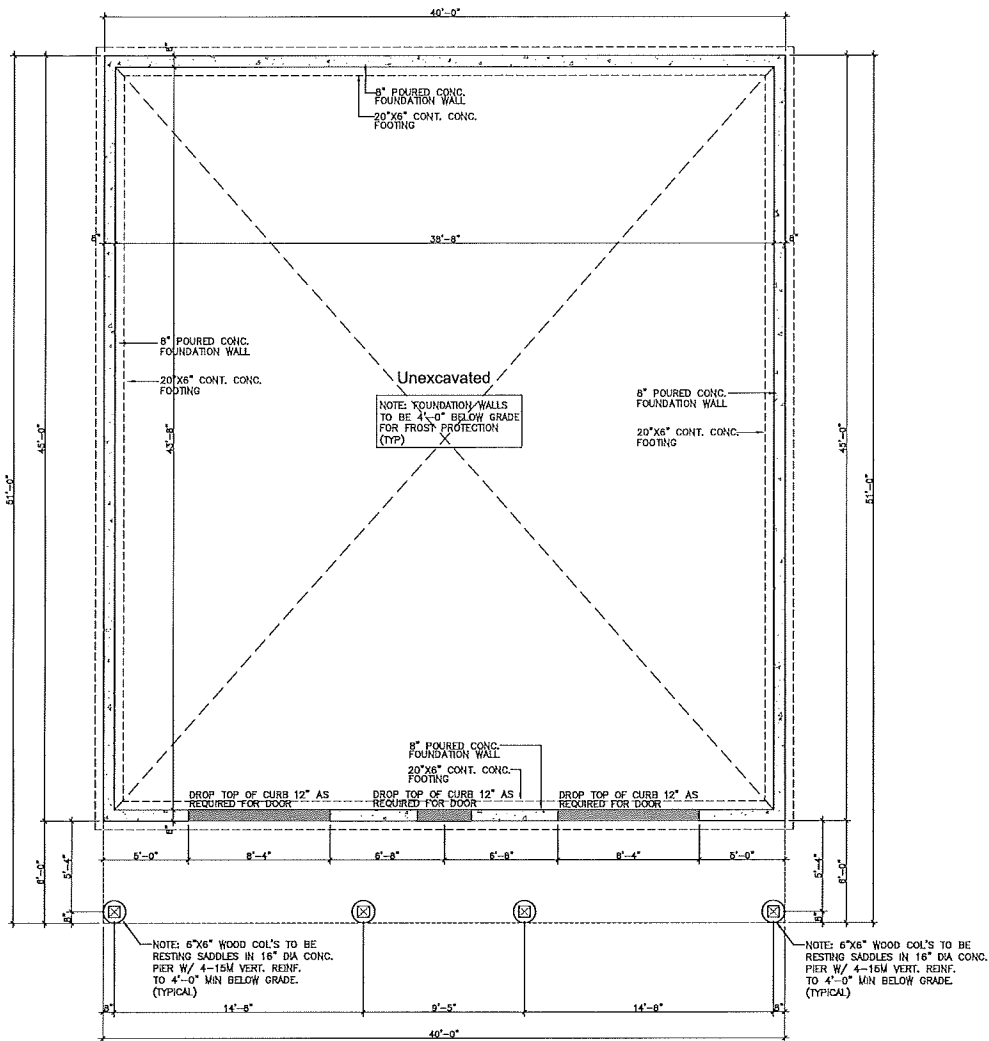 40'-0"
8"
8" POURED CONC.
FOUNDATION WALL
20"X6" CONT. CONC.
FOOTING
8"
38'-8"
8"
8" POURED CONC.
FOUNDATION WALL
20"X6" CONT. CONC.
FOOTING
Unexcavated
NOTE: FOUNDATION WALLS
TO BE 4'-0" BELOW GRADE
FOR FROST PROTECTION
(TYP)
8" POURED CONC.
FOUNDATION WALL
20"X6" CONT. CONC.
FOOTING
51'-0"
45'-0"
43'-8"
45'-0"
51'-0"
8" POURED CONC.
FOUNDATION WALL
20"X6" CONT. CONC.
FOOTING
DROP TOP OF CURB 12" AS
REQUIRED FOR DOOR
DROP TOP OF CURB 12" AS
REQUIRED FOR DOOR
DROP TOP OF CURB 12" AS
REQUIRED FOR DOOR
8"
5'-0"
8'-4"
6'-8"
6'-8"
8'-4"
5'-0"
6'-0"
5'-4"
8"
5'-4"
6'-0"
8"
NOTE: 6"X6" WOOD COL'S TO BE
RESTING SADDLES IN 16" DIA CONC.
PIER W/ 4-15M VERT. REINF.
TO 4'-0" MIN BELOW GRADE.
(TYPICAL)
NOTE: 6"X6" WOOD COL'S TO BE
RESTING SADDLES IN 16" DIA CONC.
PIER W/ 4-15M VERT. REINF.
TO 4'-0" MIN BELOW GRADE.
(TYPICAL)
8"
14'-8"
9'-5"
14'-8"
8"
40'-0"